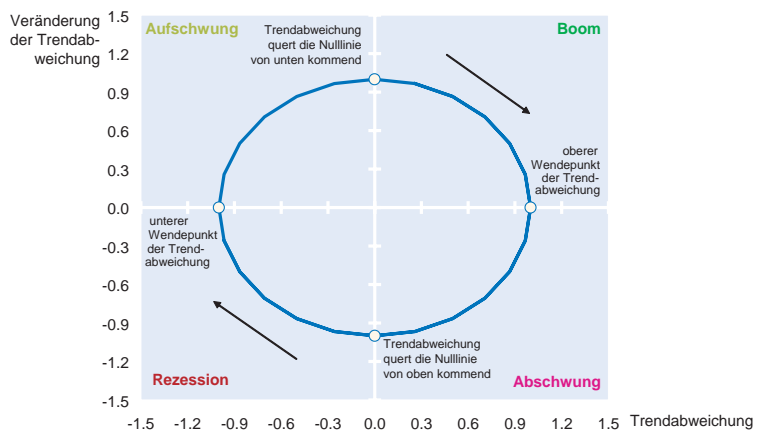 Veränderung
der Trendab-
weichung
1.5
1.2
0.9
0.6
0.3
0.0
-0.3
-0.6
-0.9
-1.2
-1.5
Aufschwung
Trendabweichung
quert die Nulllinie
von unten kommend
Boom
oberer
Wendepunkt
der Trend-
abweichung
unterer
Wendepunkt
der Trend-
abweichung
Trendabweichung
quert die Nulllinie
von oben kommend
Rezession
Abschwung
-1.5 -1.2 -0.9 -0.6 -0.3 0.0 0.3 0.6 0.9 1.2 1.5 Trendabweichung